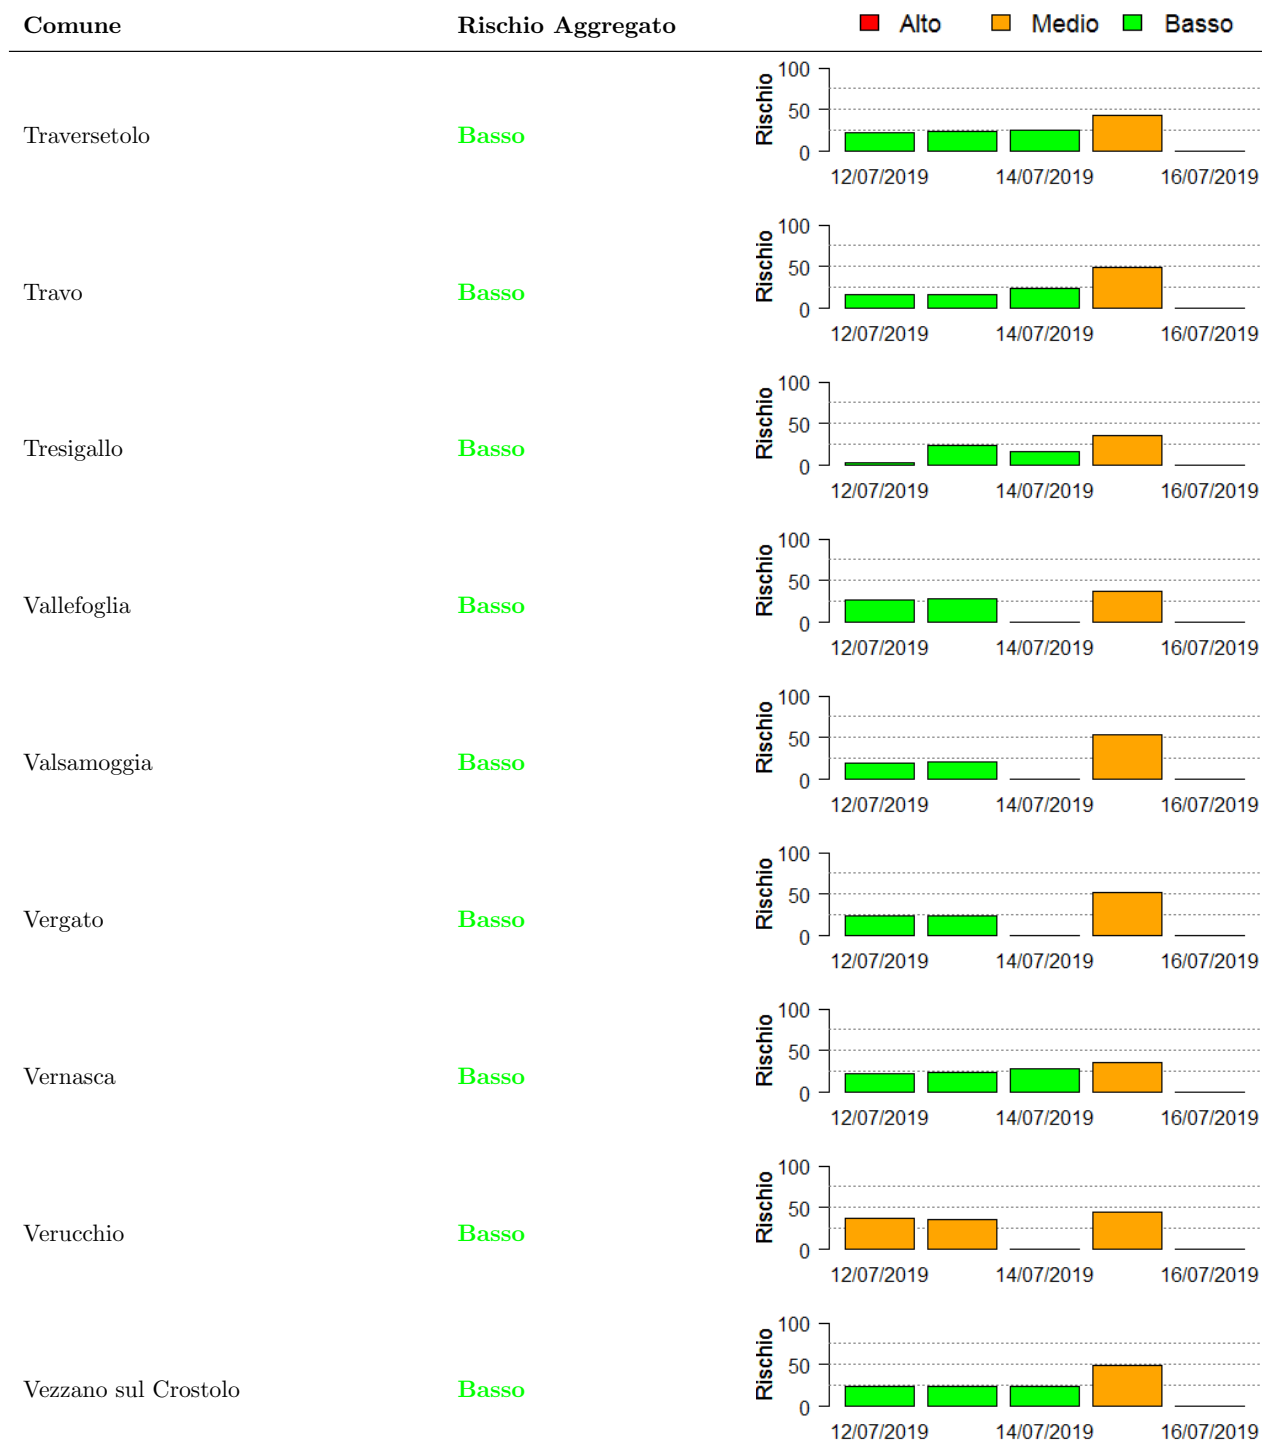 Comune Rischio Aggregato Alto Medio Basso
Traversetolo Basso Rischio 100 50 0
12/07/2019 14/07/2019 16/07/2019
Travo Basso Rischio 100 50 0
12/07/2019 14/07/2019 16/07/2019
Tresigallo Basso Rischio 100 50 0
12/07/2019 14/07/2019 16/07/2019
Vallefoglia Basso Rischio 100 50 0
12/07/2019 14/07/2019 16/07/2019
Valsamoggia Basso Rischio 100 50 0
12/07/2019 14/07/2019 16/07/2019
Vergato Basso Rischio 100 50 0
12/07/2019 14/07/2019 16/07/2019
Vernasca Basso Rischio 100 50 0
12/07/2019 14/07/2019 16/07/2019
Verucchio Basso Rischio 100 50 0
12/07/2019 14/07/2019 16/07/2019
Vezzano sul Crostolo Basso Rischio 100 50 0
12/07/2019 14/07/2019 16/07/2019